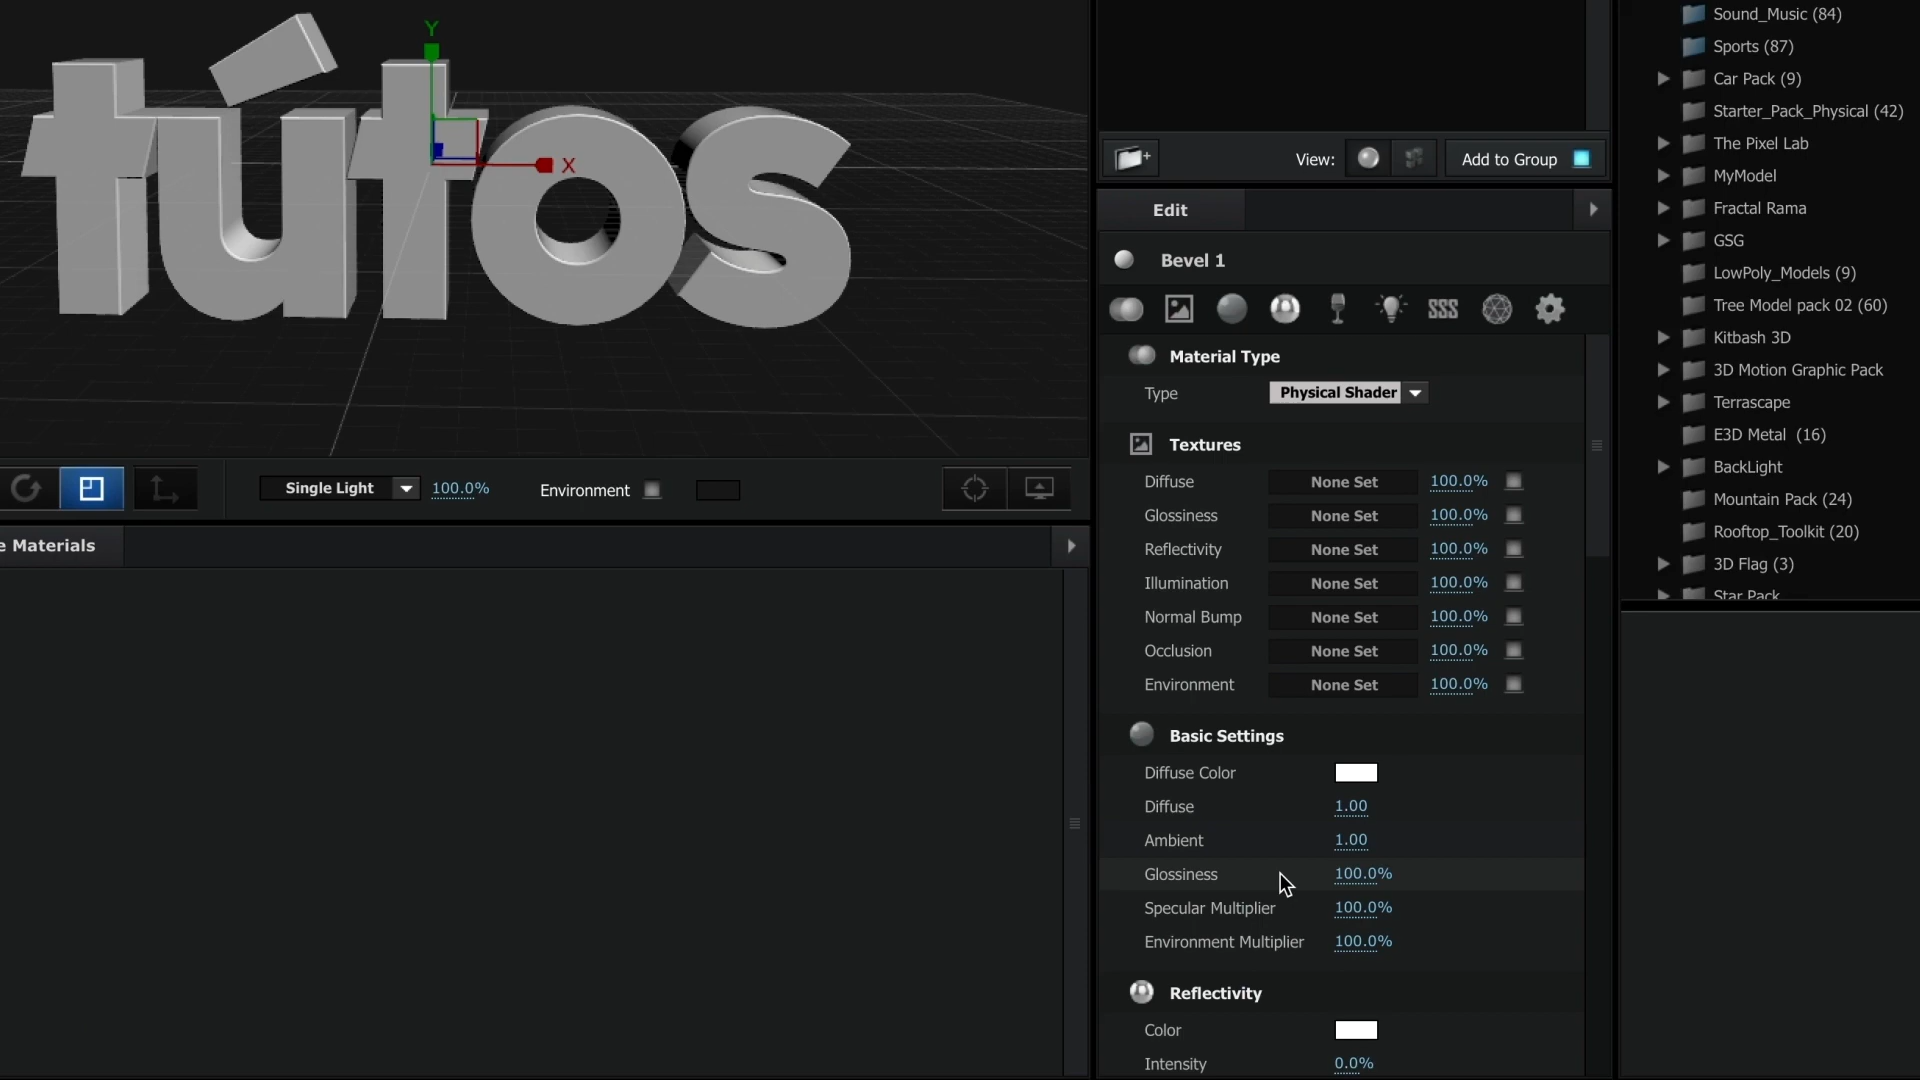 tútos
Y
X
Single Light
100.0%
Environment
e Materials
View:
Add to Group
Edit
Bevel 1
SSS
Material Type
Type
Physical Shader
Textures
Diffuse
None Set
100.0%
Glossiness
None Set
100.0%
Reflectivity
None Set
100.0%
Illumination
None Set
100.0%
Normal Bump
None Set
100.0%
Occlusion
None Set
100.0%
Environment
None Set
100.0%
Basic Settings
Diffuse Color
Diffuse
1.00
Ambient
1.00
Glossiness
100.0%
Specular Multiplier
100.0%
Environment Multiplier
100.0%
Reflectivity
Color
Intensity
0.0%
Sound_Music (84)
Sports (87)
Car Pack (9)
Starter_Pack_Physical (42)
The Pixel Lab
MyModel
Fractal Rama
GSG
LowPoly_Models (9)
Tree Model pack 02 (60)
Kitbash 3D
3D Motion Graphic Pack
Terrascape
E3D Metal (16)
BackLight
Mountain Pack (24)
Rooftop_Toolkit (20)
3D Flag (3)
Star Pack